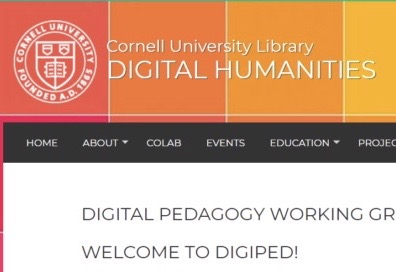 CORNELL UNIVERSITY
FOUNDED A.D. 1865
Cornell University Library
DIGITAL HUMANITIES
HOME ABOUT COLAB EVENTS EDUCATION PROJEC
DIGITAL PEDAGOGY WORKING GR
WELCOME TO DIGIPED!